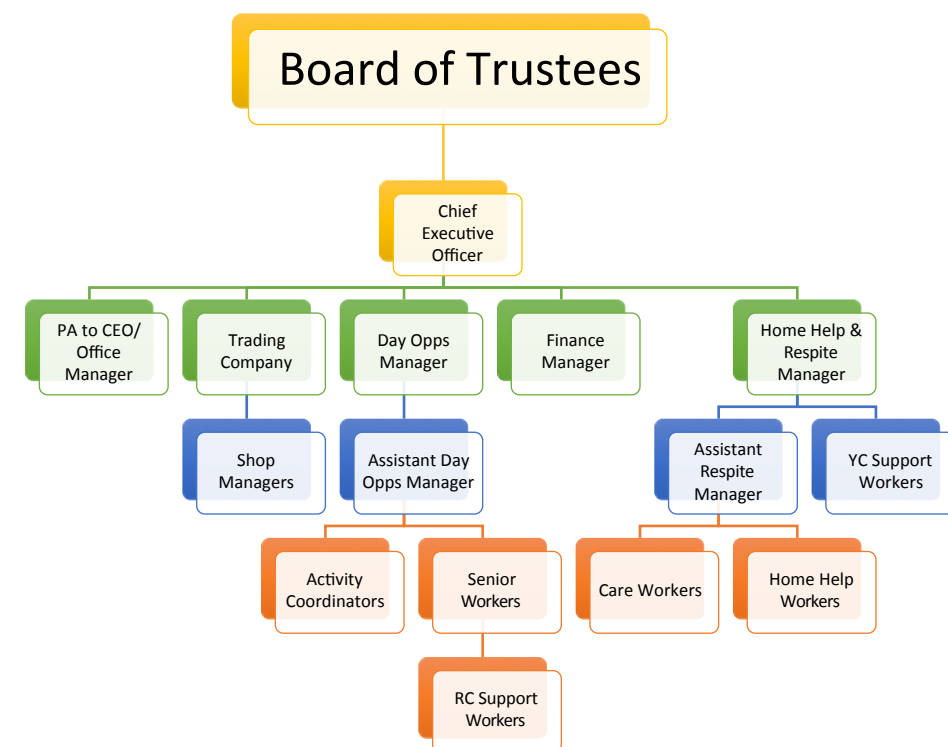 Board of Trustees
Chief
Executive
Officer
PA to CEO/
Office
Manager
Trading
Company
Day Opps
Manager
Finance
Manager
Home Help &
Respite
Manager
Shop
Managers
Assistant Day
Opps Manager
Assistant
Respite
Manager
YC Support
Workers
Activity
Coordinators
Senior
Workers
Care Workers
Home Help
Workers
RC Support
Workers